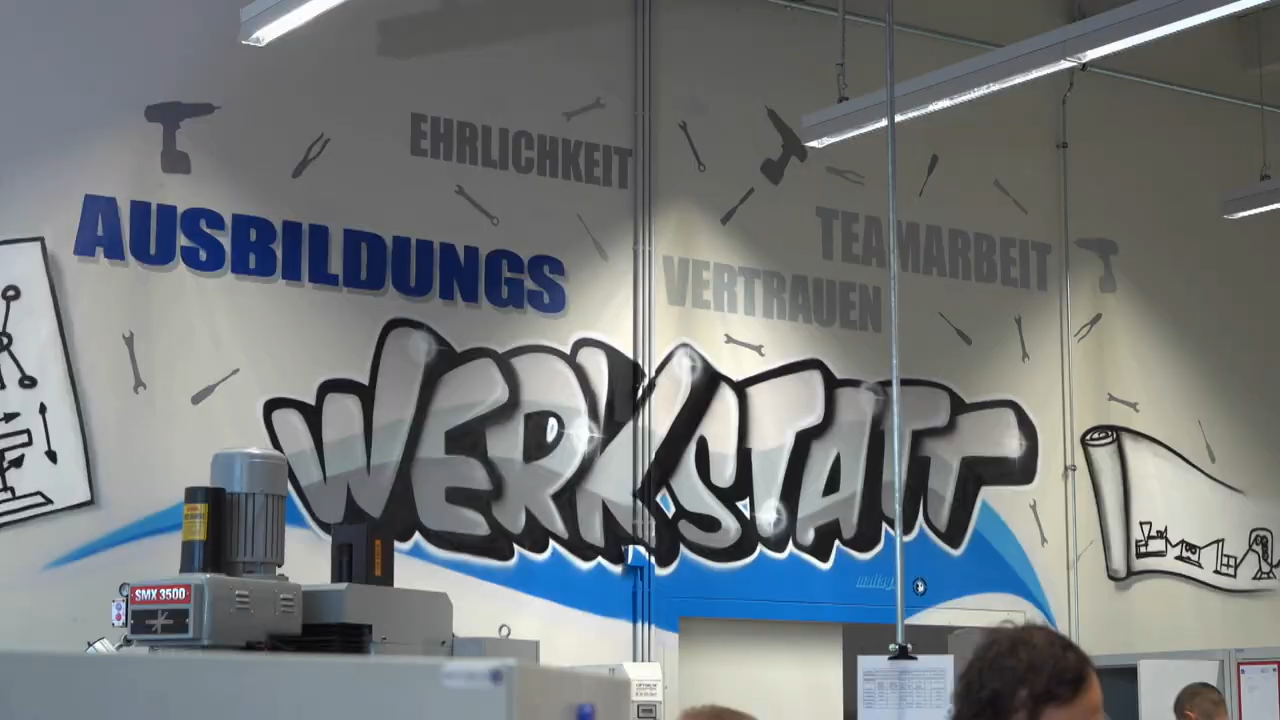 EHRLICHKEIT
AUSBILDUNGS
TEAMARBEIT
VERTRAUEN
WERKSTATT
SMX 3500